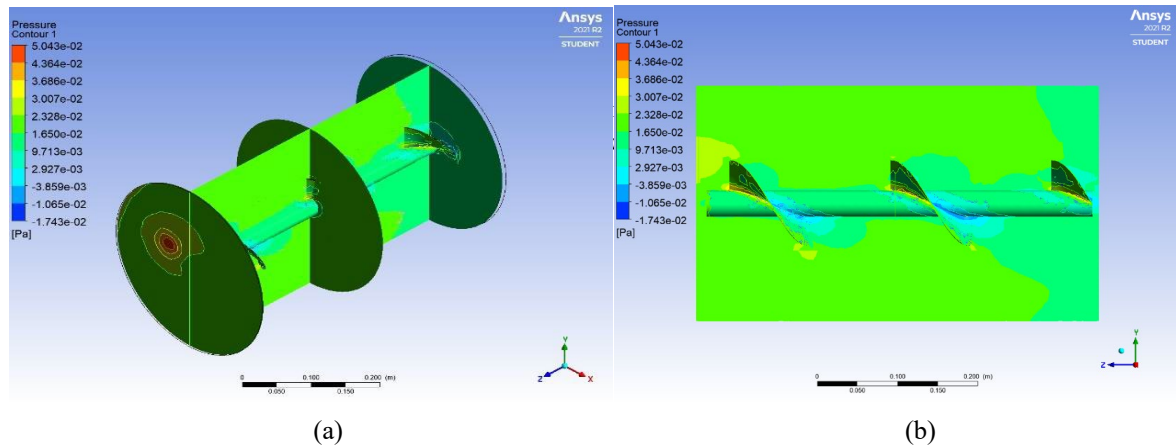 Pressure
Contour 1
5.043e-02
4.364e-02
3.686e-02
3.007e-02
2.328e-02
1.650e-02
9.713e-03
2.927e-03
-3.859e-03
-1.065e-02
-1.743e-02
[Pa]
Ansys
2021 R2
STUDENT
Y
Z
X
0
0.100
0.200 (m)
0.050
0.150
(a)
Pressure
Contour 1
5.043e-02
4.364e-02
3.686e-02
3.007e-02
2.328e-02
1.650e-02
9.713e-03
2.927e-03
-3.859e-03
-1.065e-02
-1.743e-02
[Pa]
Ansys
2021 R2
STUDENT
Y
Z
0
0.100
0.200 (m)
0.050
0.150
(b)